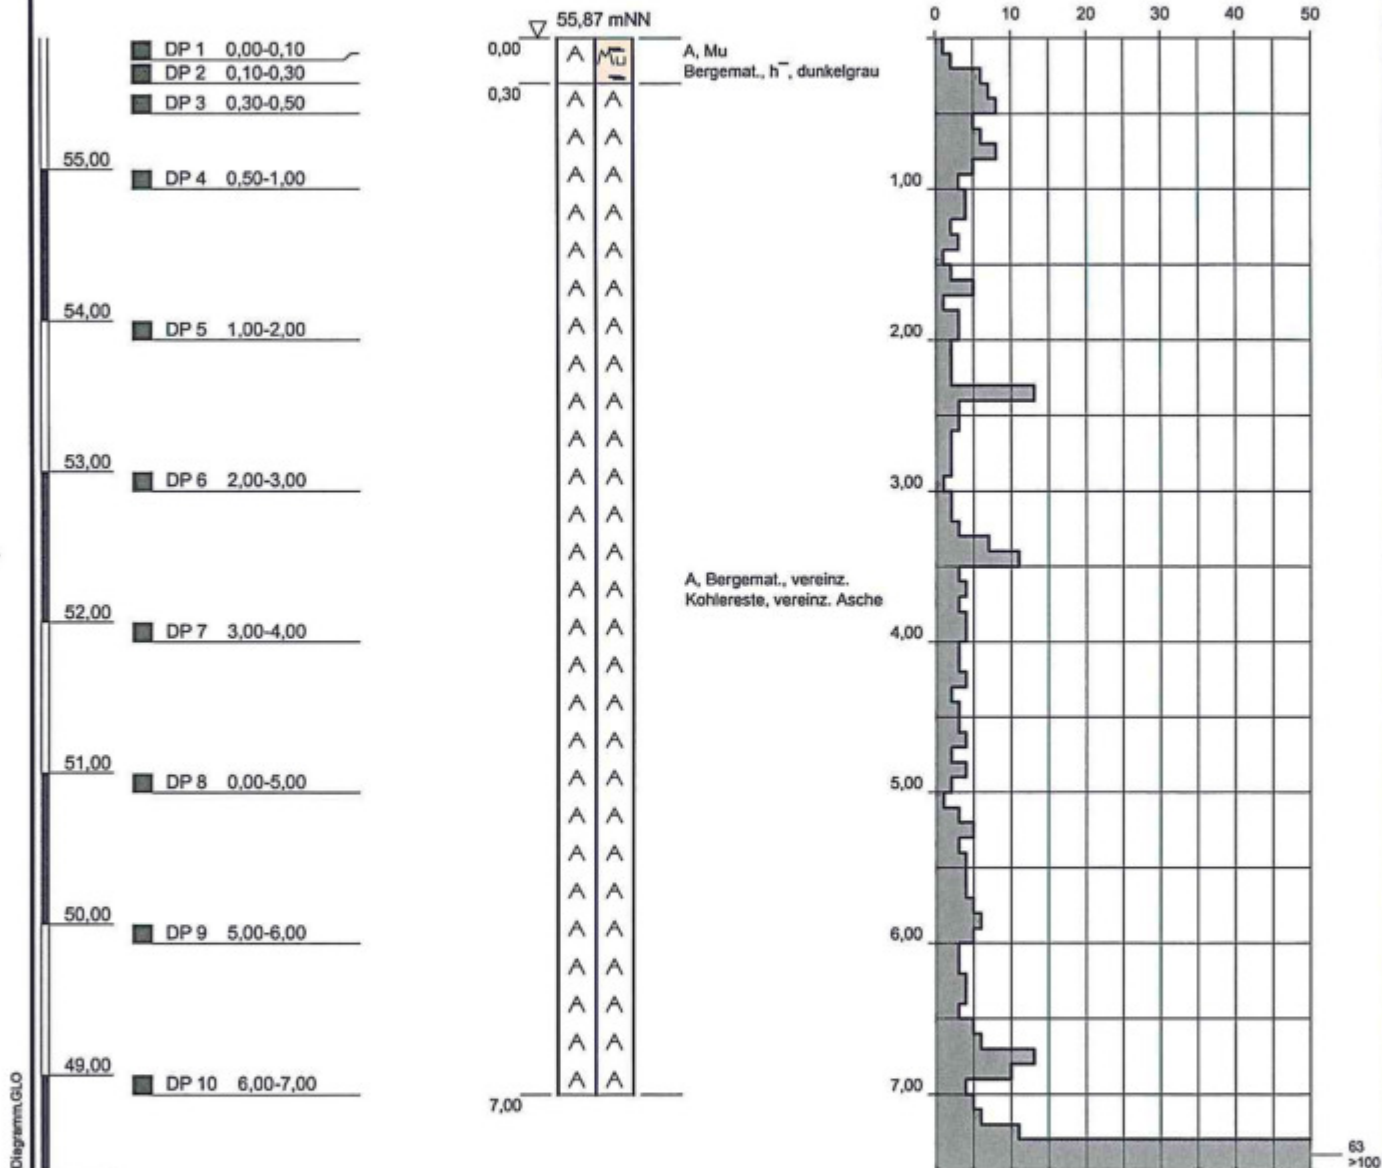 55,87 mNN
0 10 20 30 40 50
DP 1 0,00-0,10
DP 2 0,10-0,30
DP 3 0,30-0,50
DP 4 0,50-1,00
DP 5 1,00-2,00
DP 6 2,00-3,00
DP 7 3,00-4,00
DP 8 0,00-5,00
DP 9 5,00-6,00
DP 10 6,00-7,00
55,00
54,00
53,00
52,00
51,00
50,00
49,00
0,00
0,30
7,00
A Mu
A, Mu
Bergemat., h¯, dunkelgrau
A, Bergemat., vereinz.
Kohlereste, vereinz. Asche
1,00
2,00
3,00
4,00
5,00
6,00
7,00
63
>100
Diagramm.GLO